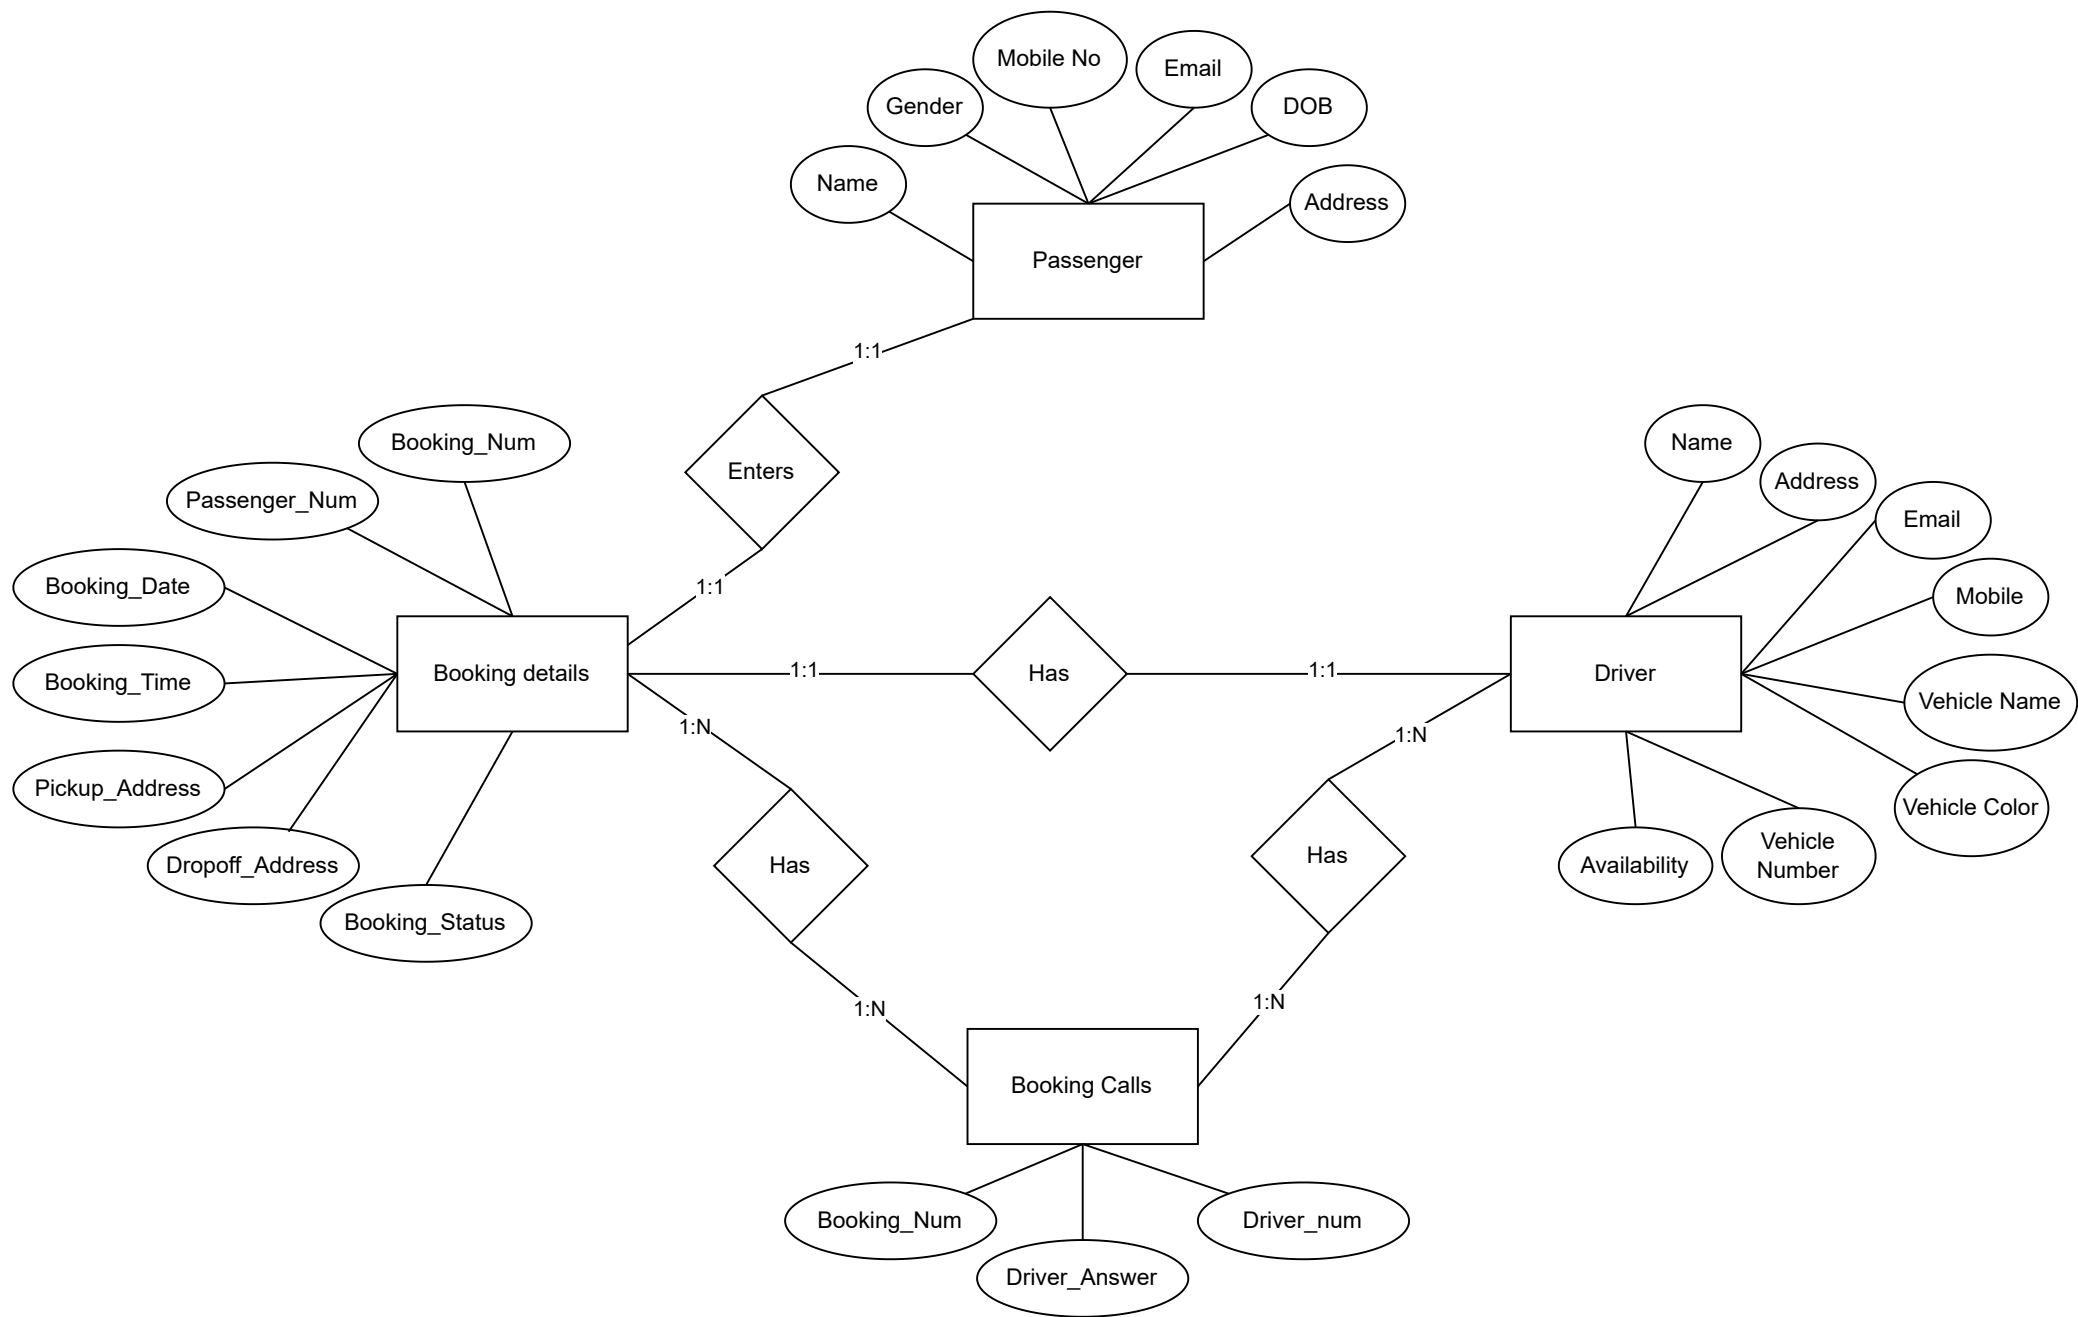 Mobile No
Email
Gender
DOB
Name
Address
Passenger
1:1
Enters
1:1
Booking_Num
Passenger_Num
Booking_Date
Booking_Time
Pickup_Address
Dropoff_Address
Booking_Status
Booking details
1:1
Has
1:1
Name
Address
Email
Mobile
Vehicle Name
Vehicle Color
Vehicle
Number
Availability
Driver
1:N
Has
1:N
1:N
Has
1:N
Booking Calls
Booking_Num
Driver_Answer
Driver_num